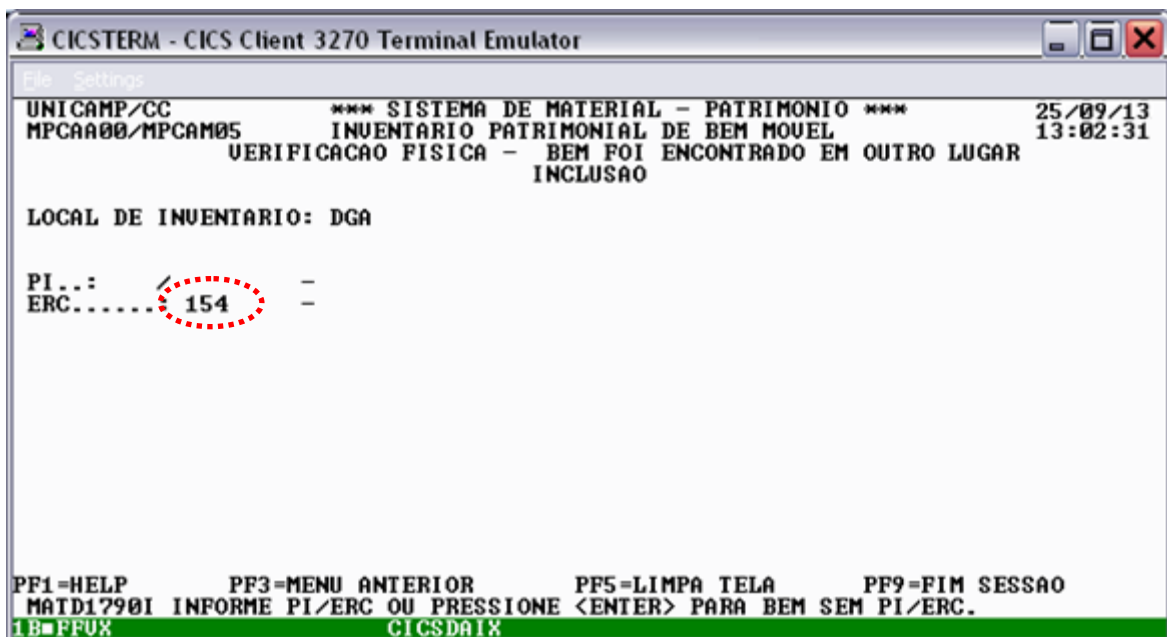 CICSTERM - CICS Client 3270 Terminal Emulator
File Settings
UNICAMP/CC *** SISTEMA DE MATERIAL - PATRIMONIO *** 25/09/13
MPCAA00/MPCAM05 INVENTARIO PATRIMONIAL DE BEM MOVEL 13:02:31
VERIFICACAO FISICA - BEM FOI ENCONTRADO EM OUTRO LUGAR
INCLUSAO
LOCAL DE INVENTARIO: DGA
PI..: / -
ERC......: 154 -
PF1=HELP PF3=MENU ANTERIOR PF5=LIMPA TELA PF9=FIM SESSAO
MATD1790I INFORME PI/ERC OU PRESSIONE <ENTER> PARA BEM SEM PI/ERC.
1B■FFVX CICSDAIX